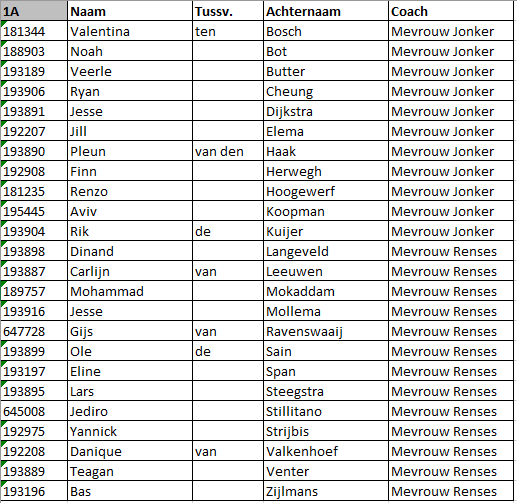 1A Naam Tussv. Achternaam Coach
181344 Valentina ten Bosch Mevrouw Jonker
188903 Noah Bot Mevrouw Jonker
193189 Veerle Butter Mevrouw Jonker
193906 Ryan Cheung Mevrouw Jonker
193891 Jesse Dijkstra Mevrouw Jonker
192207 Jill Elema Mevrouw Jonker
193890 Pleun van den Haak Mevrouw Jonker
192908 Finn Herwegh Mevrouw Jonker
181235 Renzo Hoogewerf Mevrouw Jonker
195445 Aviv Koopman Mevrouw Jonker
193904 Rik de Kuijer Mevrouw Jonker
193898 Dinand Langeveld Mevrouw Renses
193887 Carlijn van Leeuwen Mevrouw Renses
189757 Mohammad Mokaddam Mevrouw Renses
193916 Jesse Mollema Mevrouw Renses
647728 Gijs van Ravenswaaij Mevrouw Renses
193899 Ole de Sain Mevrouw Renses
193197 Eline Span Mevrouw Renses
193895 Lars Steegstra Mevrouw Renses
645008 Jediro Stillitano Mevrouw Renses
192975 Yannick Strijbis Mevrouw Renses
192208 Danique van Valkenhoef Mevrouw Renses
193889 Teagan Venter Mevrouw Renses
193196 Bas Zijlmans Mevrouw Renses